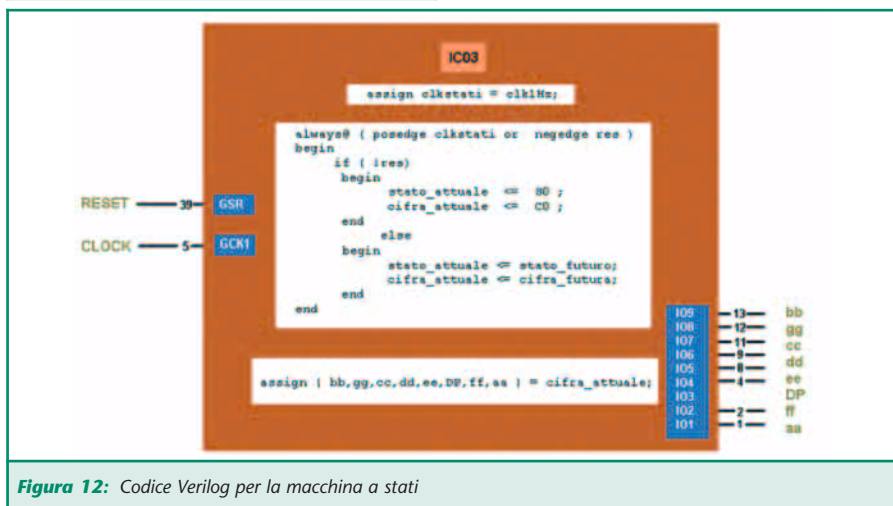 IC03
assign clkstati = clk1Hz;
always@ ( posedge clkstati or negedge res )
begin
if ( !res)
begin
stato_attuale <= S0 ;
cifra_attuale <= C0 ;
end
else
begin
stato_attuale <= stato_futuro;
cifra_attuale <= cifra_futura;
end
end
RESET 39 GSR
CLOCK 5 GCK1
assign { bb,gg,cc,dd,ee,DP,ff,aa } = cifra_attuale;
IO9 13 bb
IO8 12 gg
IO7 11 cc
IO6 9 dd
IO5 8 ee
IO4 4 DP
IO3
IO2 2 ff
IO1 1 aa
Figura 12: Codice Verilog per la macchina a stati